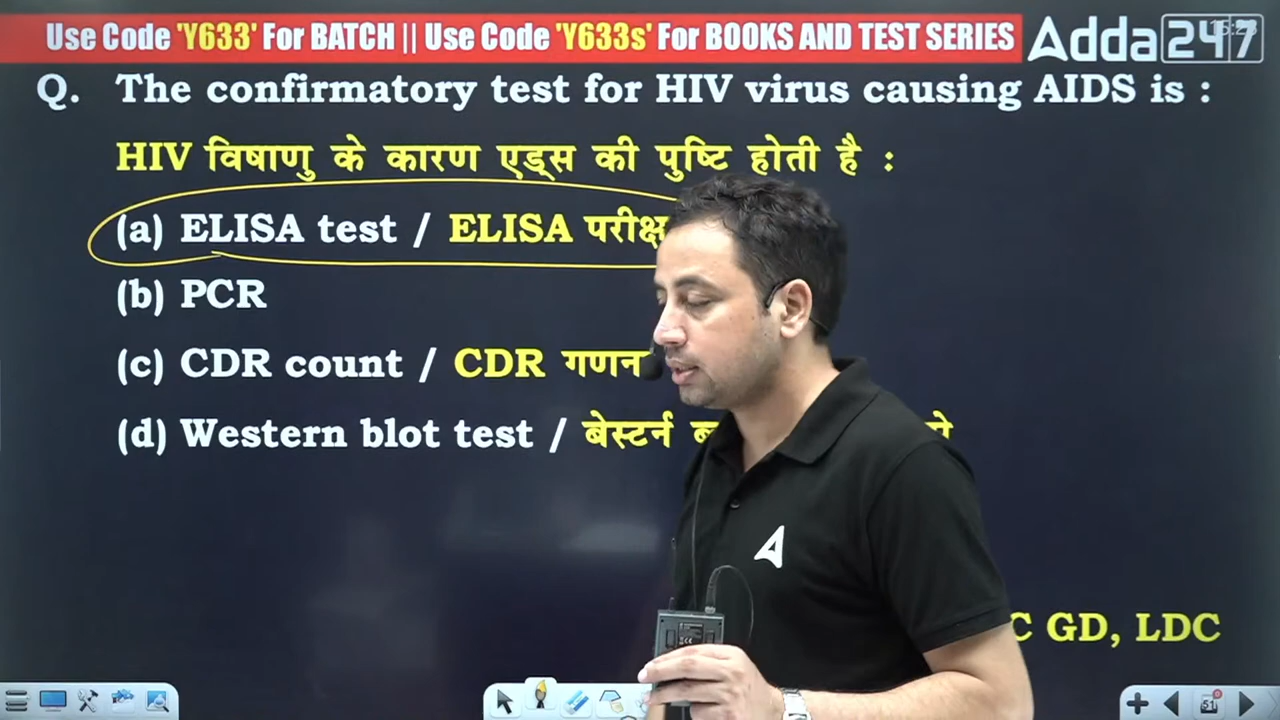 Use Code 'Y633' For BATCH || Use Code 'Y633s' For BOOKS AND TEST SERIES
Adda247
Q. The confirmatory test for HIV virus causing AIDS is :
HIV विषाणु के कारण एड्स की पुष्टि होती है :
(a) ELISA test / ELISA
(b) PCR
(c) CDR count / CDR
(d) Western blot test / बेस्टर्न
GD, LDC
51